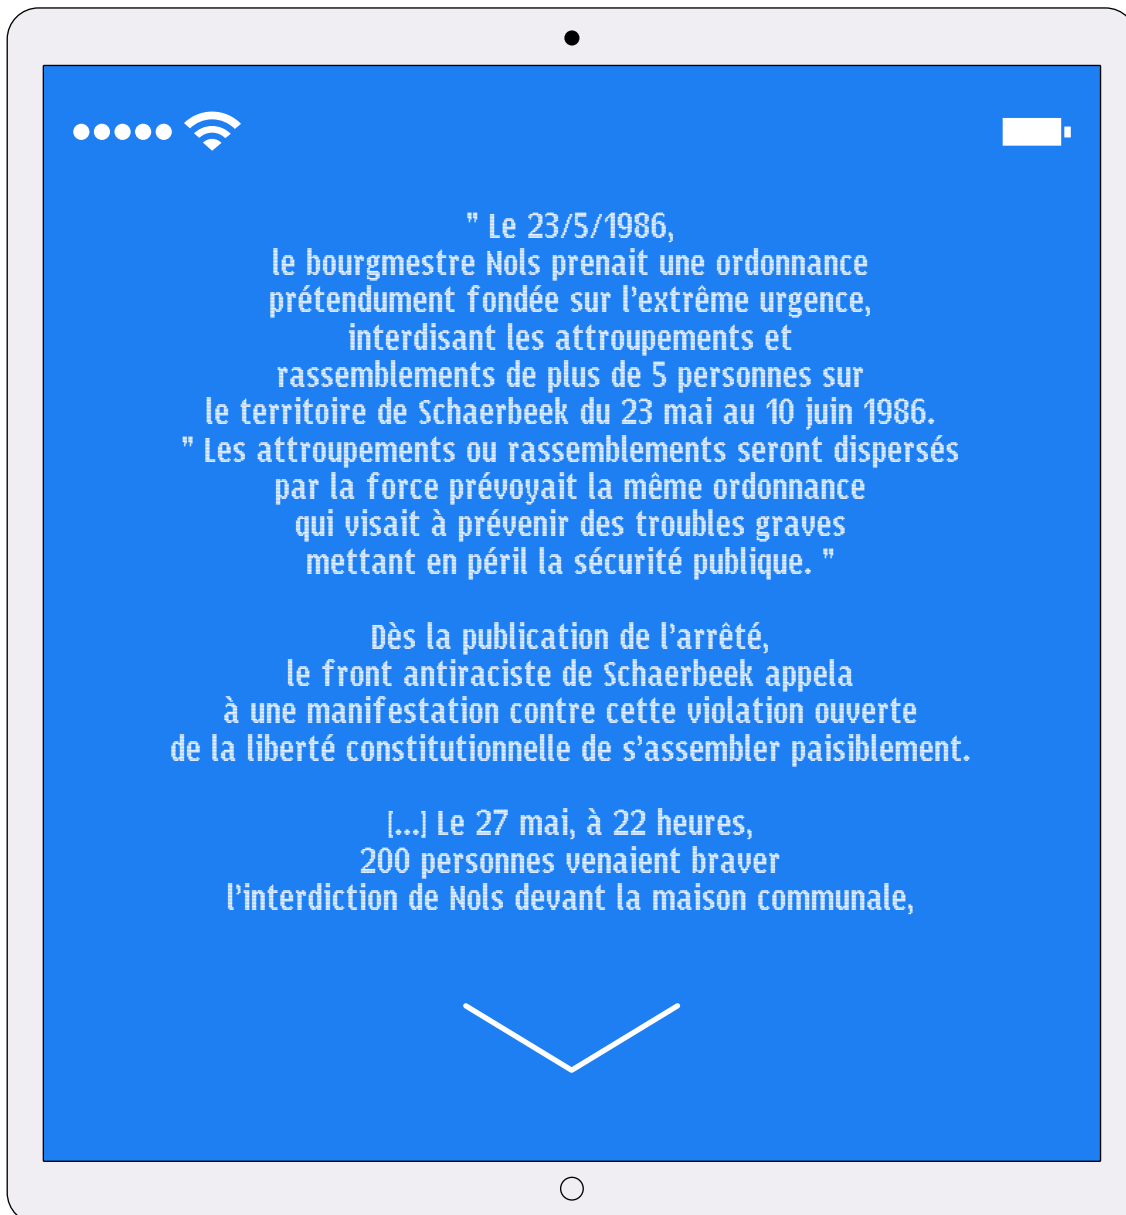 " Le 23/5/1986,
le bourgmestre Nols prenait une ordonnance
prétendument fondée sur l'extrême urgence,
interdisant les attroupements et
rassemblements de plus de 5 personnes sur
le territoire de Schaerbeek du 23 mai au 10 juin 1986.
" Les attroupements ou rassemblements seront dispersés
par la force prévoyait la même ordonnance
qui visait à prévenir des troubles graves
mettant en péril la sécurité publique. "
Dès la publication de l'arrêté,
le front antiraciste de Schaerbeek appela
à une manifestation contre cette violation ouverte
de la liberté constitutionnelle de s'assembler paisiblement.
[...] Le 27 mai, à 22 heures,
200 personnes venaient braver
l'interdiction de Nols devant la maison communale,